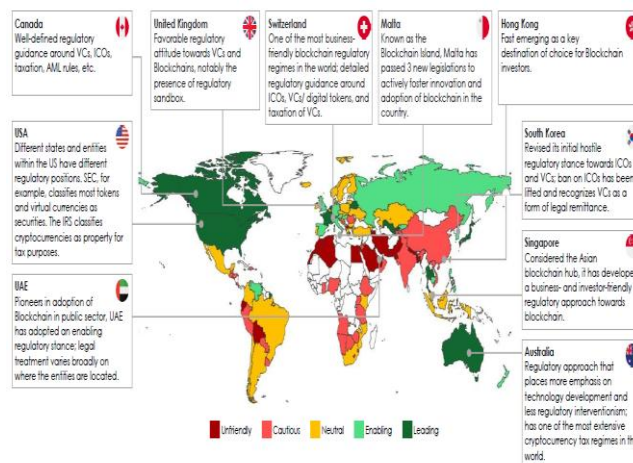 Canada
Well-defined regulatory
guidance around VCs, ICOs,
taxation, AML rules, etc.
United Kingdom
Favorable regulatory
attitude towards VCs and
Blockchains, notably the
presence of regulatory
sandbox.
Switzerland
One of the most business-
friendly blockchain regulatory
regimes in the world; detailed
regulatory guidance around
ICOs, VCs/ digital tokens, and
taxation of VCs.
Malta
Known as the
Blockchain Island, Malta has
passed 3 new legislations to
actively foster innovation and
adoption of blockchain in the
country.
Hong Kong
Fast emerging as a key
destination of choice for Blockchain
investors.
USA
Different states and entities
within the US have different
regulatory positions. SEC, for
example, classifies most tokens
and virtual currencies as
securities. The IRS classifies
cryptocurrencies as property for
tax purposes.
South Korea
Revised its initial hostile
regulatory stance towards ICOs
and VCs; ban on ICOs has been
lifted and recognizes VCs as a
form of legal remittance.
Singapore
Considered the Asian
blockchain hub, it has develope
a business- and investor-friendly
regulatory approach towards
blockchain.
UAE
Pioneers in adoption of
Blockchain in public sector, UAE
has adopted an enabling
regulatory stance; legal
treatment varies broadly on
where the entities are located.
Australia
Regulatory approach that
places more emphasis on
technology development and
less regulatory interventionism;
has one of the most extensive
cryptocurrency tax regimes in th
world.
Unfriendly Cautious Neutral Enabling Leading